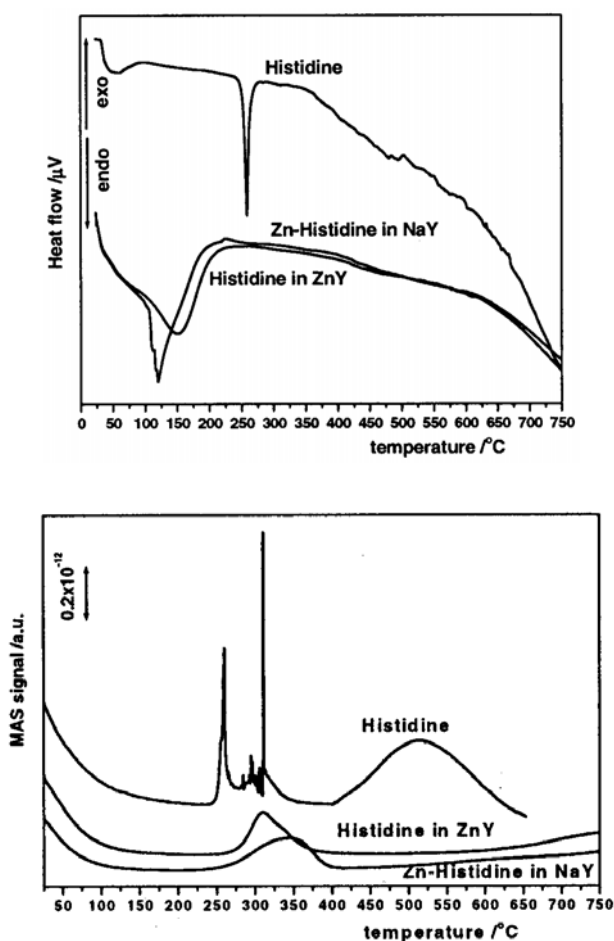 exo
endo
Heat flow /µV
Histidine
Zn-Histidine in NaY
Histidine in ZnY
0 50 100 150 200 250 300 350 400 450 500 550 600 650 700 750
temperature /°C
0.2x10⁻¹²
MAS signal /a.u.
Histidine
Histidine in ZnY
Zn-Histidine in NaY
50 100 150 200 250 300 350 400 450 500 550 600 650 700 750
temperature /°C